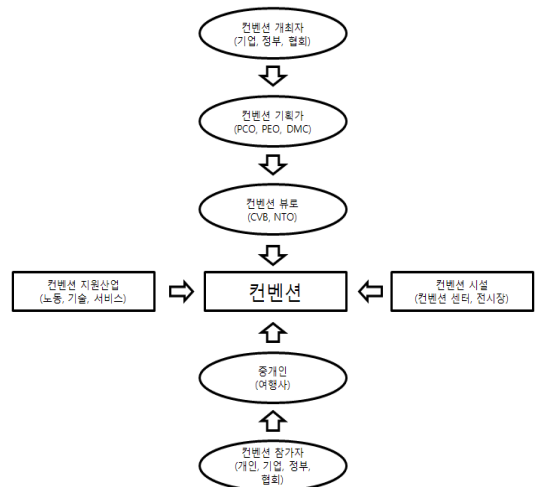 컨벤션 개최자
(기업, 정부, 협회)
컨벤션 기획가
(PCO, PEO, DMC)
컨벤션 뷰로
(CVB, NTO)
컨벤션 지원산업
(노동, 기술, 서비스)
컨벤션
컨벤션 시설
(컨벤션 센터, 전시장)
중개인
(여행사)
컨벤션 참가자
(개인, 기업, 정부,
협회)